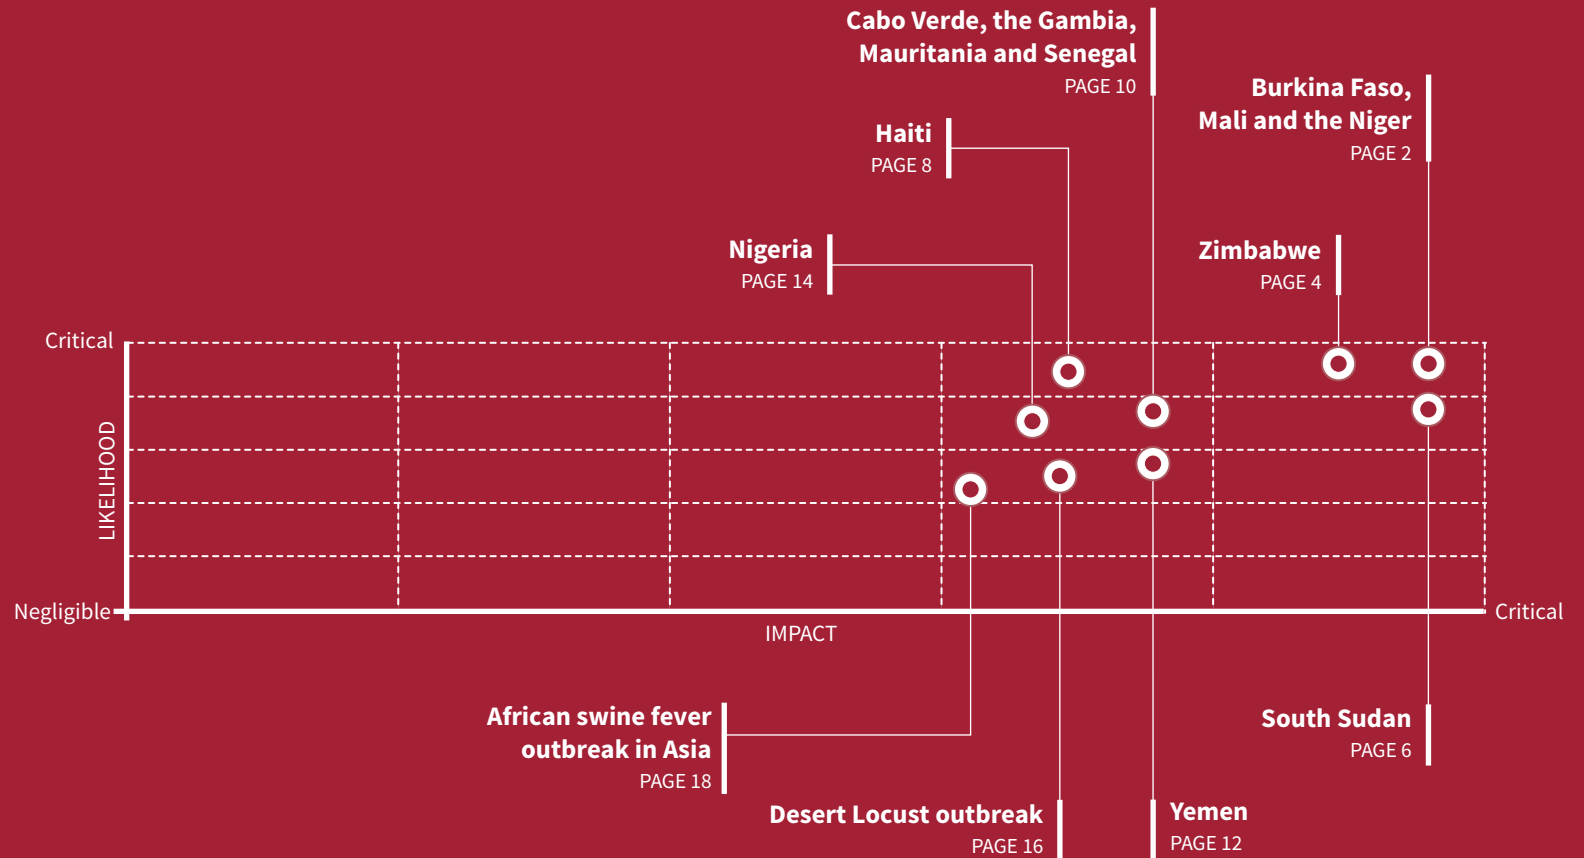 Cabo Verde, the Gambia,
Mauritania and Senegal
PAGE 10
Burkina Faso,
Mali and the Niger
PAGE 2
Haiti
PAGE 8
Nigeria
PAGE 14
Zimbabwe
PAGE 4
Critical
LIKELIHOOD
Negligible
Critical
IMPACT
African swine fever
outbreak in Asia
PAGE 18
South Sudan
PAGE 6
Desert Locust outbreak
PAGE 16
Yemen
PAGE 12